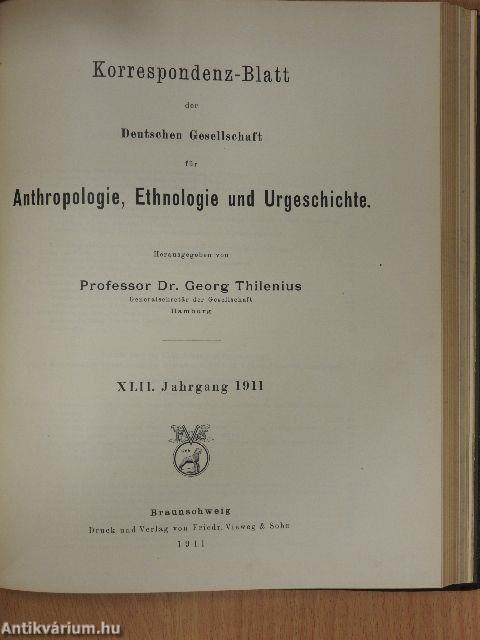 Korrespondenz-Blatt
der
Deutschen Gesellschaft
für
Anthropologie, Ethnologie und Urgeschichte.
Herausgegeben von
Professor Dr. Georg Thilenius
Generalsekretär der Gesellschaft
Hamburg
XLII. Jahrgang 1911
Braunschweig
Druck und Verlag von Friedr. Vieweg & Sohn
1911
Antikvárium.hu